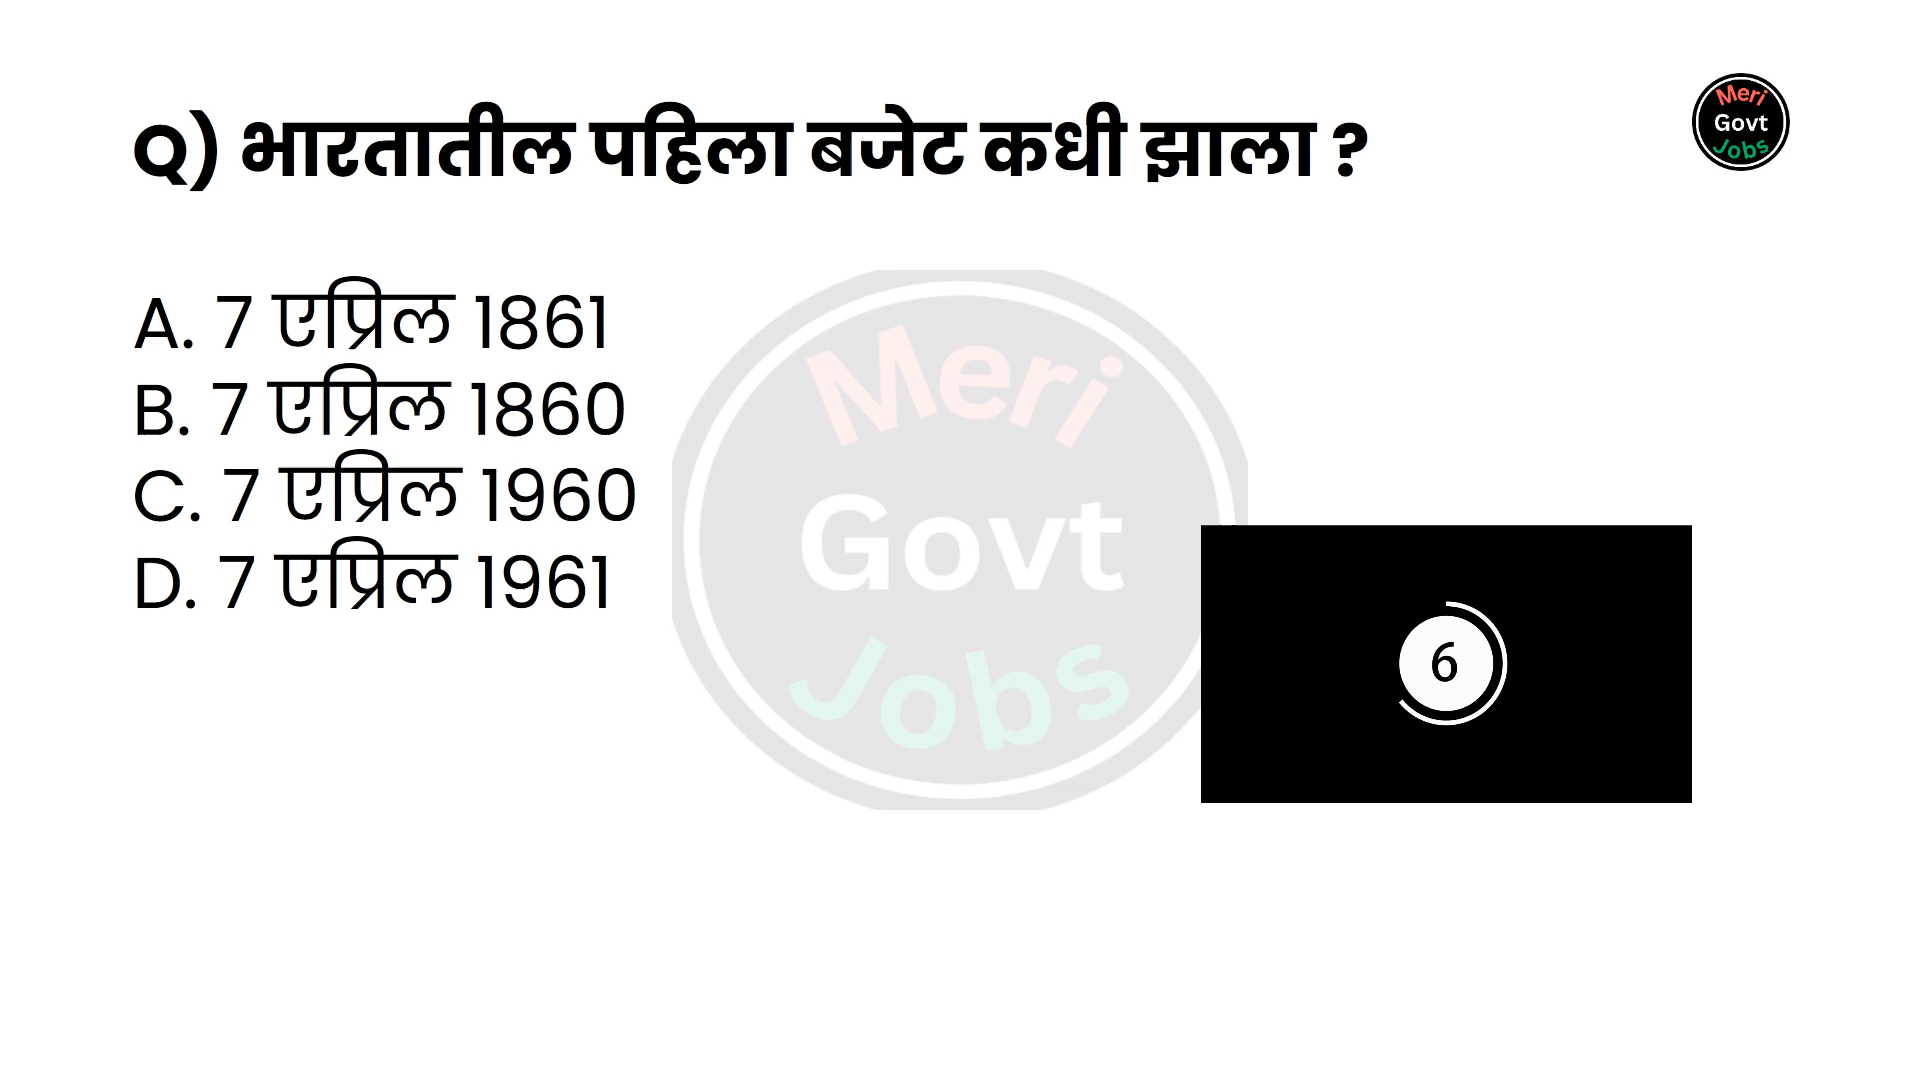 Q) भारतातील पहिला बजेट कधी झाला ?
Meri
Govt
Jobs
A. 7 एप्रिल 1861
B. 7 एप्रिल 1860
C. 7 एप्रिल 1960
D. 7 एप्रिल 1961
Meri
Govt
Jobs
6